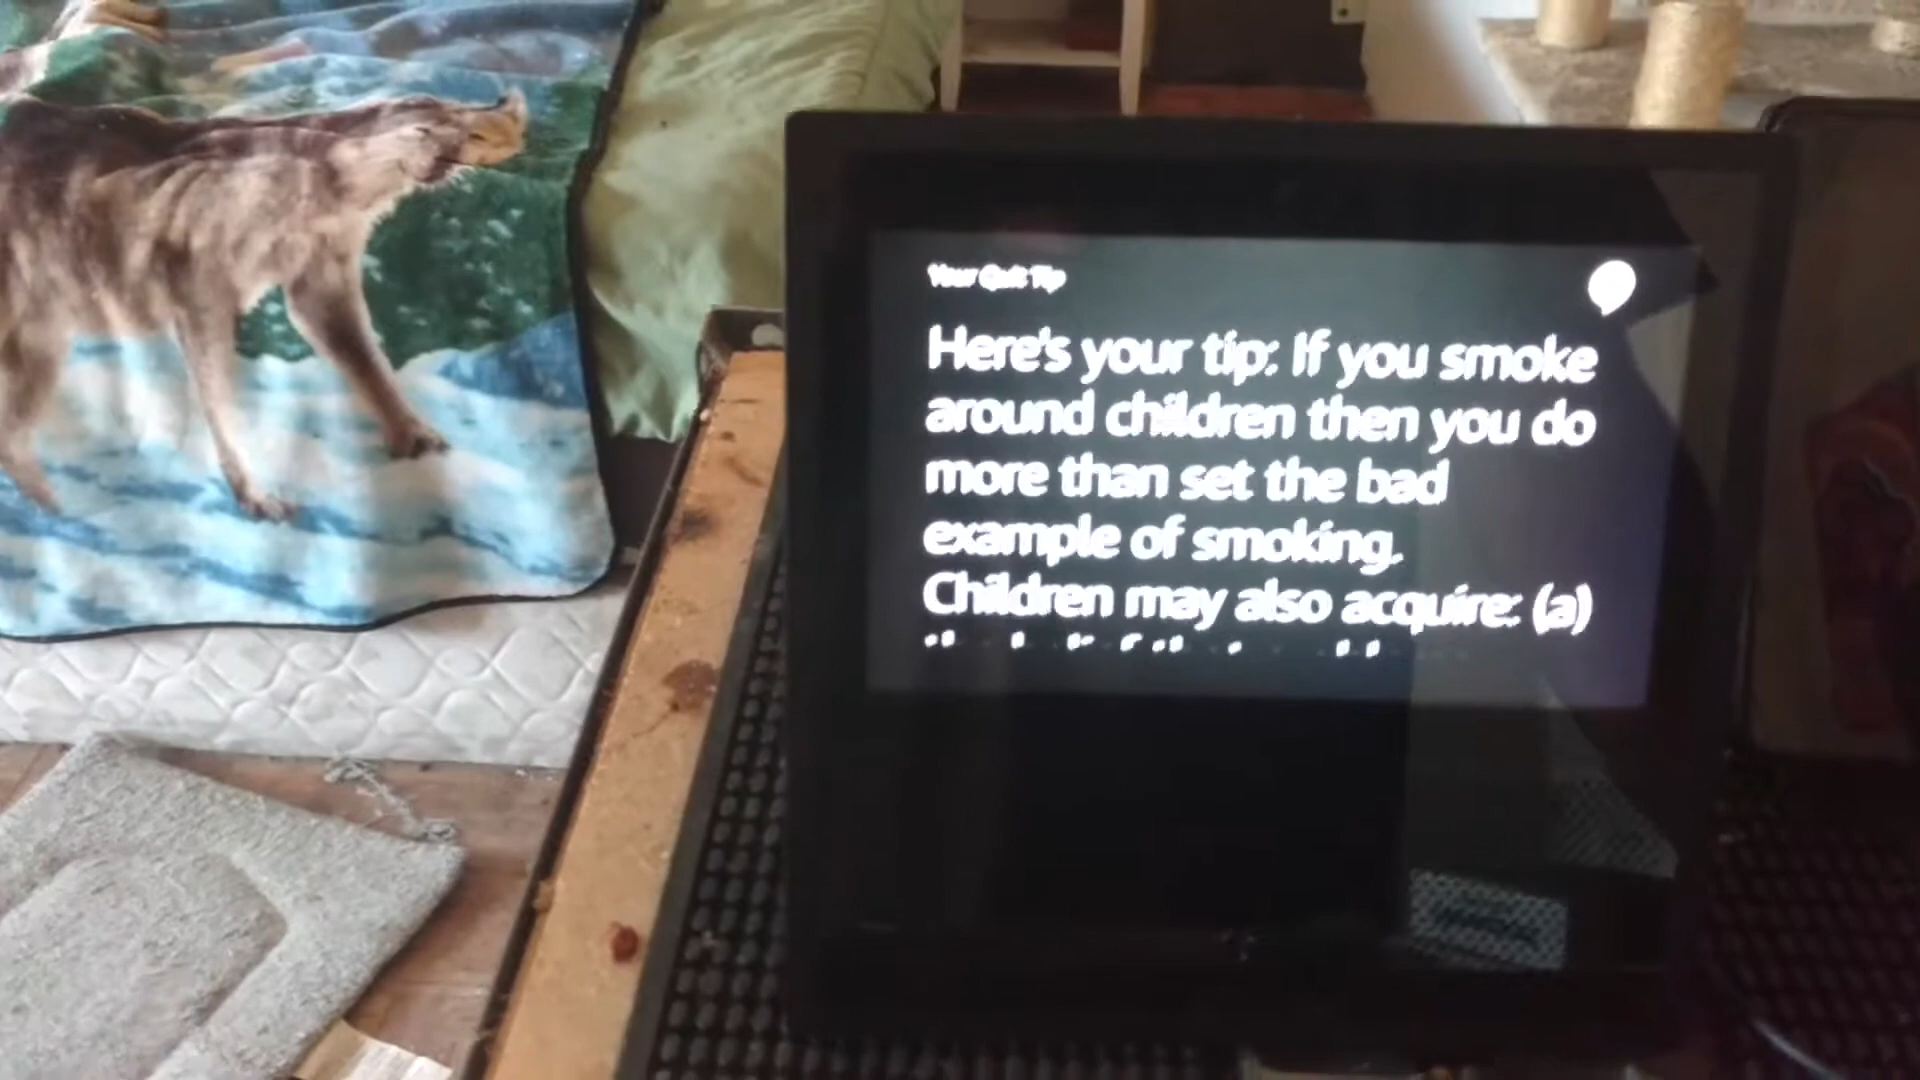 Your Quit Tip
Here's your tip: If you smoke
around children then you do
more than set the bad
example of smoking.
Children may also acquire: (a)